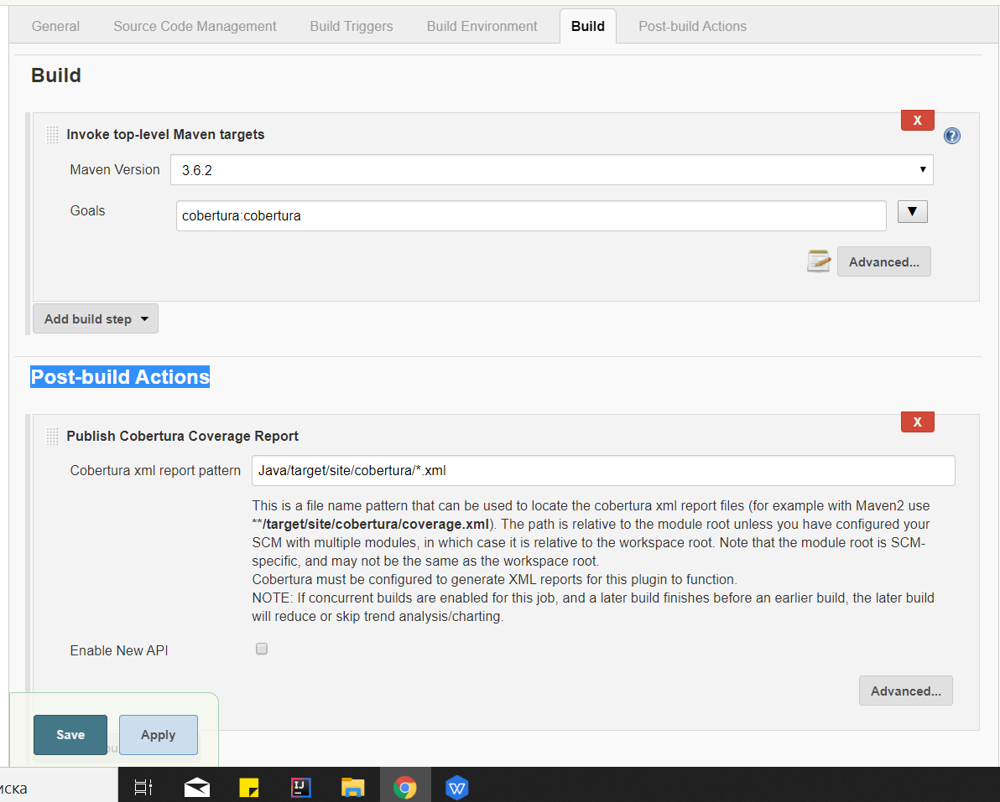 General Source Code Management Build Triggers Build Environment Build Post-build Actions
Build
X
Invoke top-level Maven targets
?
Maven Version 3.6.2
Goals cobertura:cobertura
Advanced...
Add build step
Post-build Actions
X
Publish Cobertura Coverage Report
Cobertura xml report pattern Java/target/site/cobertura/*.xml
This is a file name pattern that can be used to locate the cobertura xml report files (for example with Maven2 use
**/target/site/cobertura/coverage.xml). The path is relative to the module root unless you have configured your
SCM with multiple modules, in which case it is relative to the workspace root. Note that the module root is SCM-
specific, and may not be the same as the workspace root.
Cobertura must be configured to generate XML reports for this plugin to function.
NOTE: If concurrent builds are enabled for this job, and a later build finishes before an earlier build, the later build
will reduce or skip trend analysis/charting.
Enable New API
Advanced...
Save Apply
иска
IJ
W